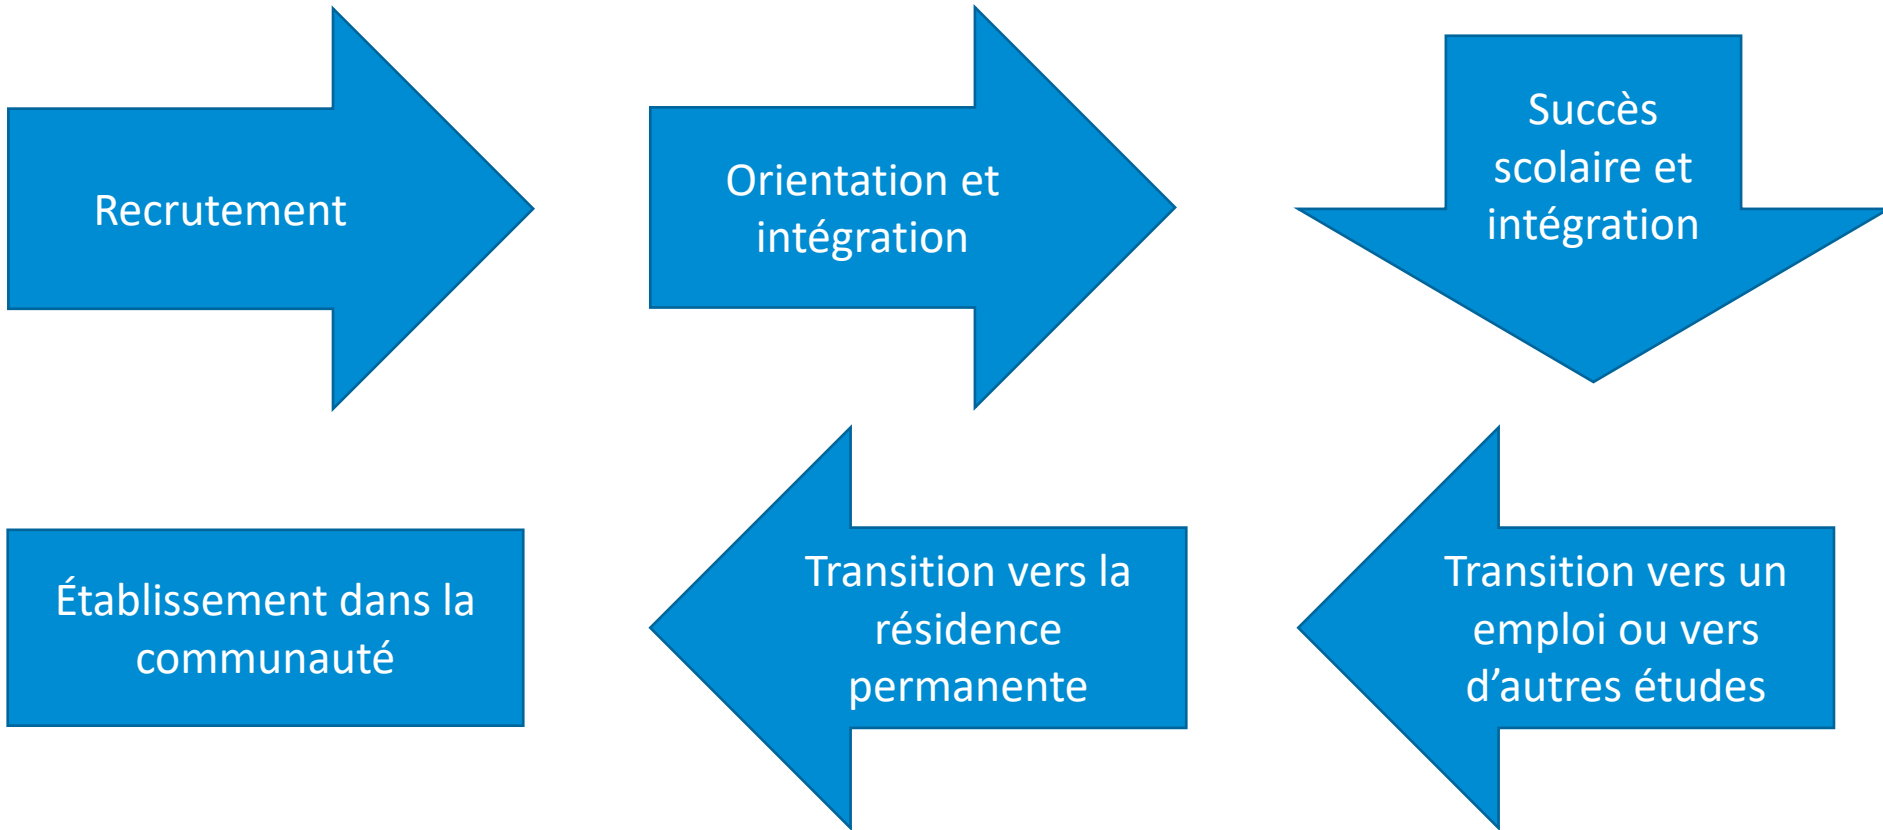 Recrutement
Orientation et
intégration
Succès
scolaire et
intégration
Transition vers un
emploi ou vers
d’autres études
Transition vers la
résidence
permanente
Établissement dans la
communauté